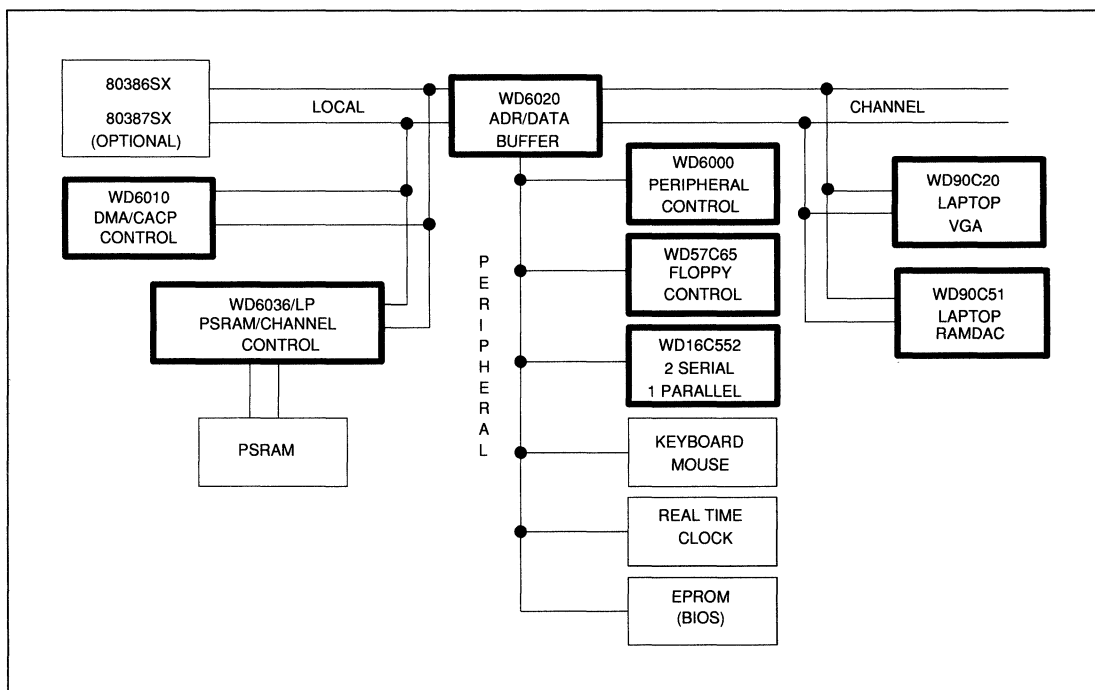 80386SX
80387SX
(OPTIONAL)
LOCAL
WD6020
ADR/DATA
BUFFER
CHANNEL
WD6010
DMA/CACP
CONTROL
WD6000
PERIPHERAL
CONTROL
WD90C20
LAPTOP
VGA
WD6036/LP
PSRAM/CHANNEL
CONTROL
PERIPHERAL
WD57C65
FLOPPY
CONTROL
WD90C51
LAPTOP
RAMDAC
WD16C552
2 SERIAL
1 PARALLEL
PSRAM
KEYBOARD
MOUSE
REAL TIME
CLOCK
EPROM
(BIOS)